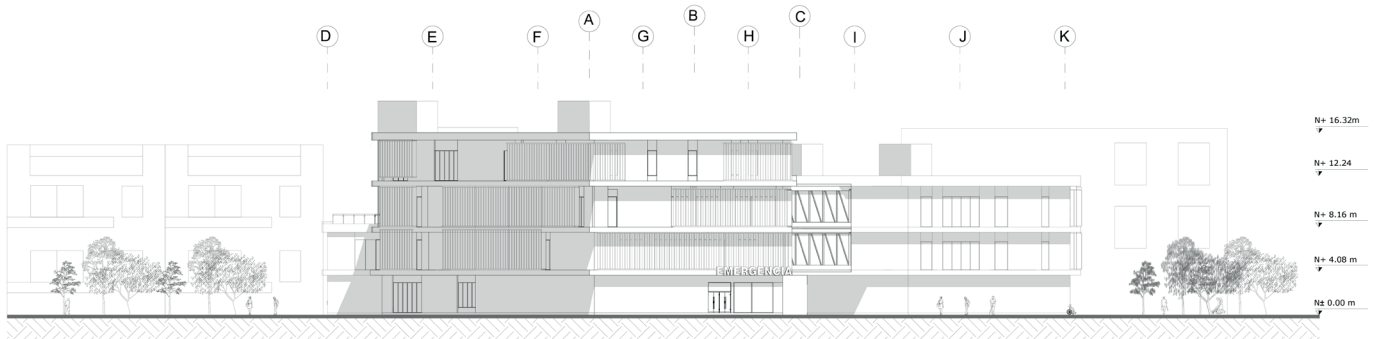 A
B
C
D
E
F
G
H
I
J
K
N+ 16.32m
N+ 12.24
N+ 8.16 m
N+ 4.08 m
EMERGENCIA
N± 0.00 m